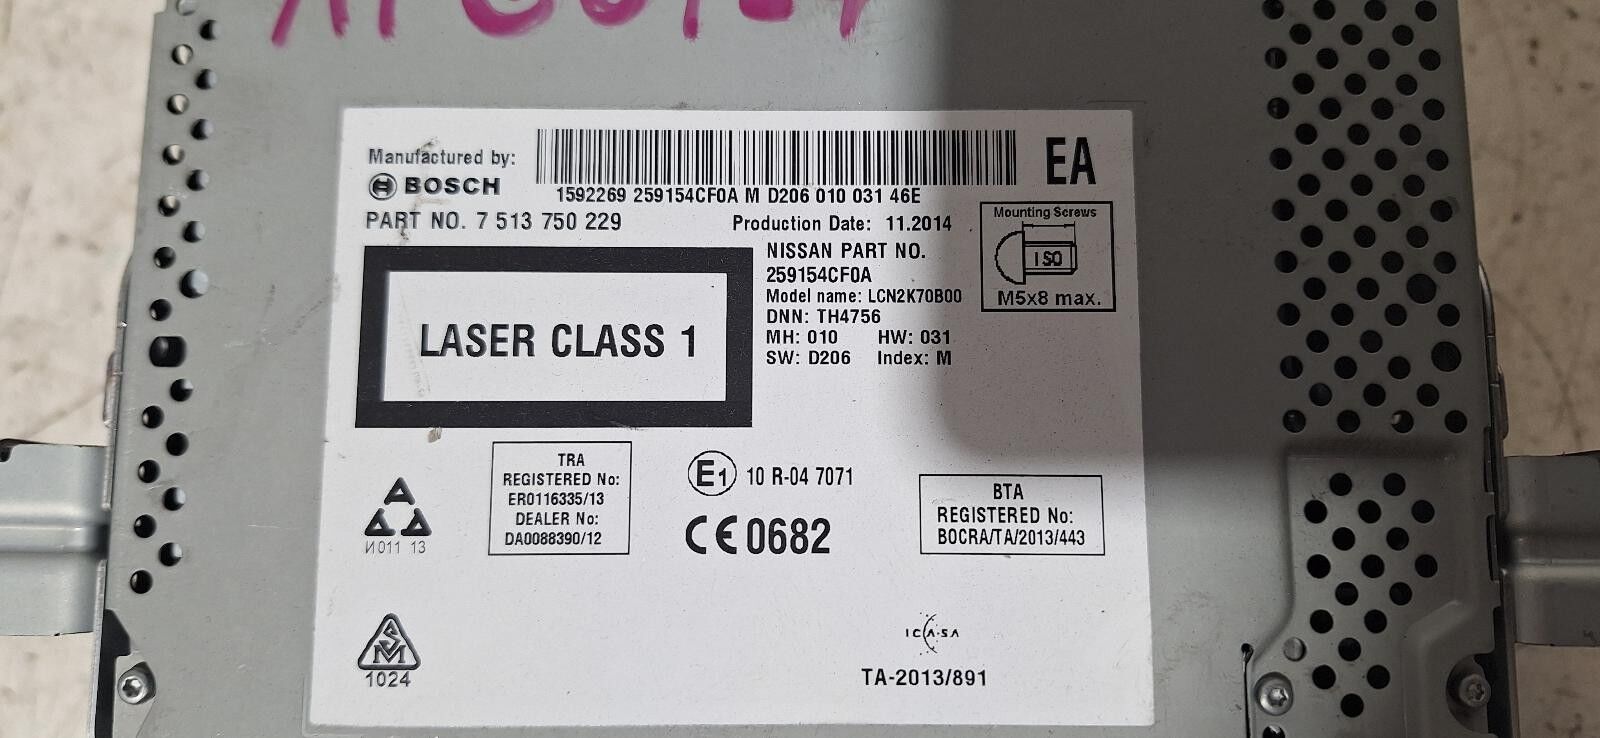 Manufactured by:
BOSCH
1592269 259154CF0A M D206 010 031 46E
EA
PART NO. 7 513 750 229
Production Date: 11.2014
Mounting Screws
ISO
M5x8 max.
NISSAN PART NO.
259154CF0A
Model name: LCN2K70B00
DNN: TH4756
MH: 010 HW: 031
SW: D206 Index: M
LASER CLASS 1
TRA
REGISTERED No:
ER0116335/13
DEALER No:
DA0088390/12
E1 10 R-04 7071
CE0682
BTA
REGISTERED No:
BOCRA/TA/2013/443
И011 13
SM
1024
ICASA
TA-2013/891